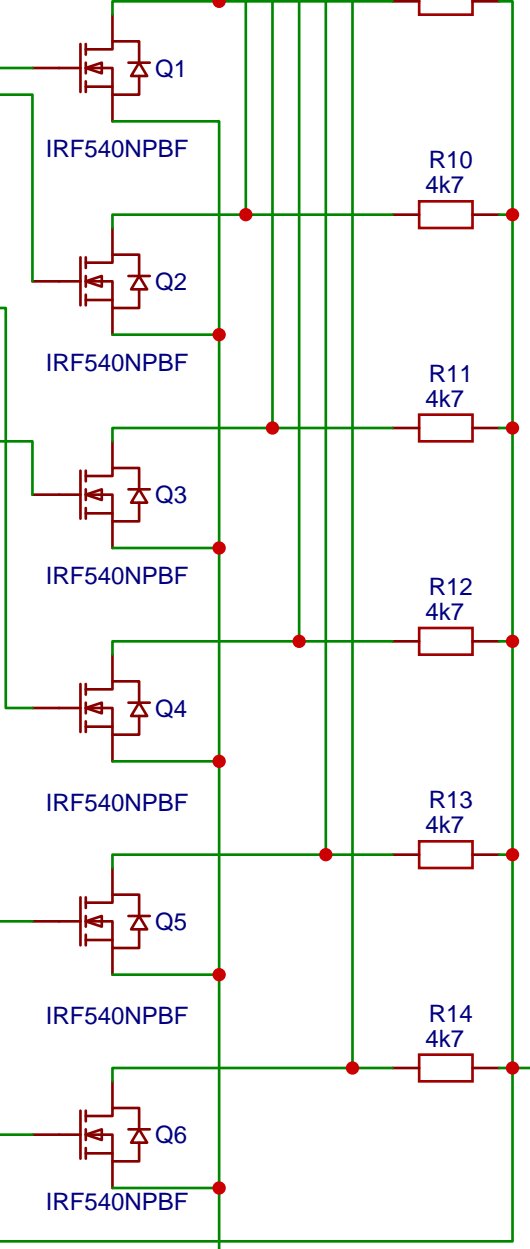 Q1
IRF540NPBF
R10
4k7
Q2
IRF540NPBF
R11
4k7
Q3
IRF540NPBF
R12
4k7
Q4
IRF540NPBF
R13
4k7
Q5
IRF540NPBF
R14
4k7
Q6
IRF540NPBF